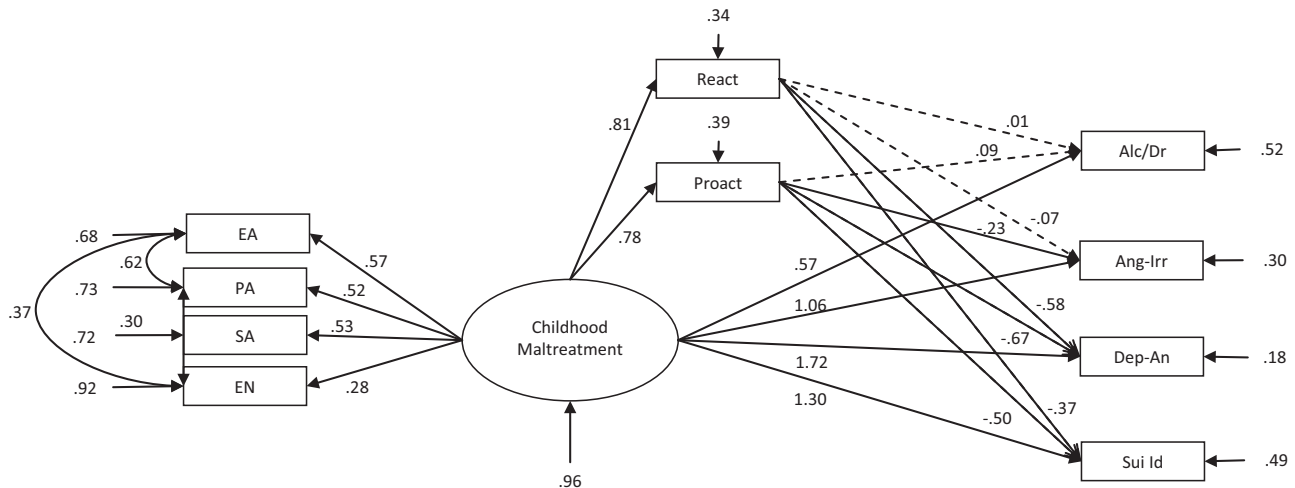 .34
React
.81
.39
Proact
.78
.01
.09
Alc/Dr
.52
-.07
-.23
Ang-Irr
.30
.68
EA
.62
.57
.73
PA
.52
.37
.30
.72
SA
.53
.92
EN
.28
Childhood
Maltreatment
.96
.57
1.06
1.72
1.30
-.58
-.67
Dep-An
.18
-.37
-.50
Sui Id
.49